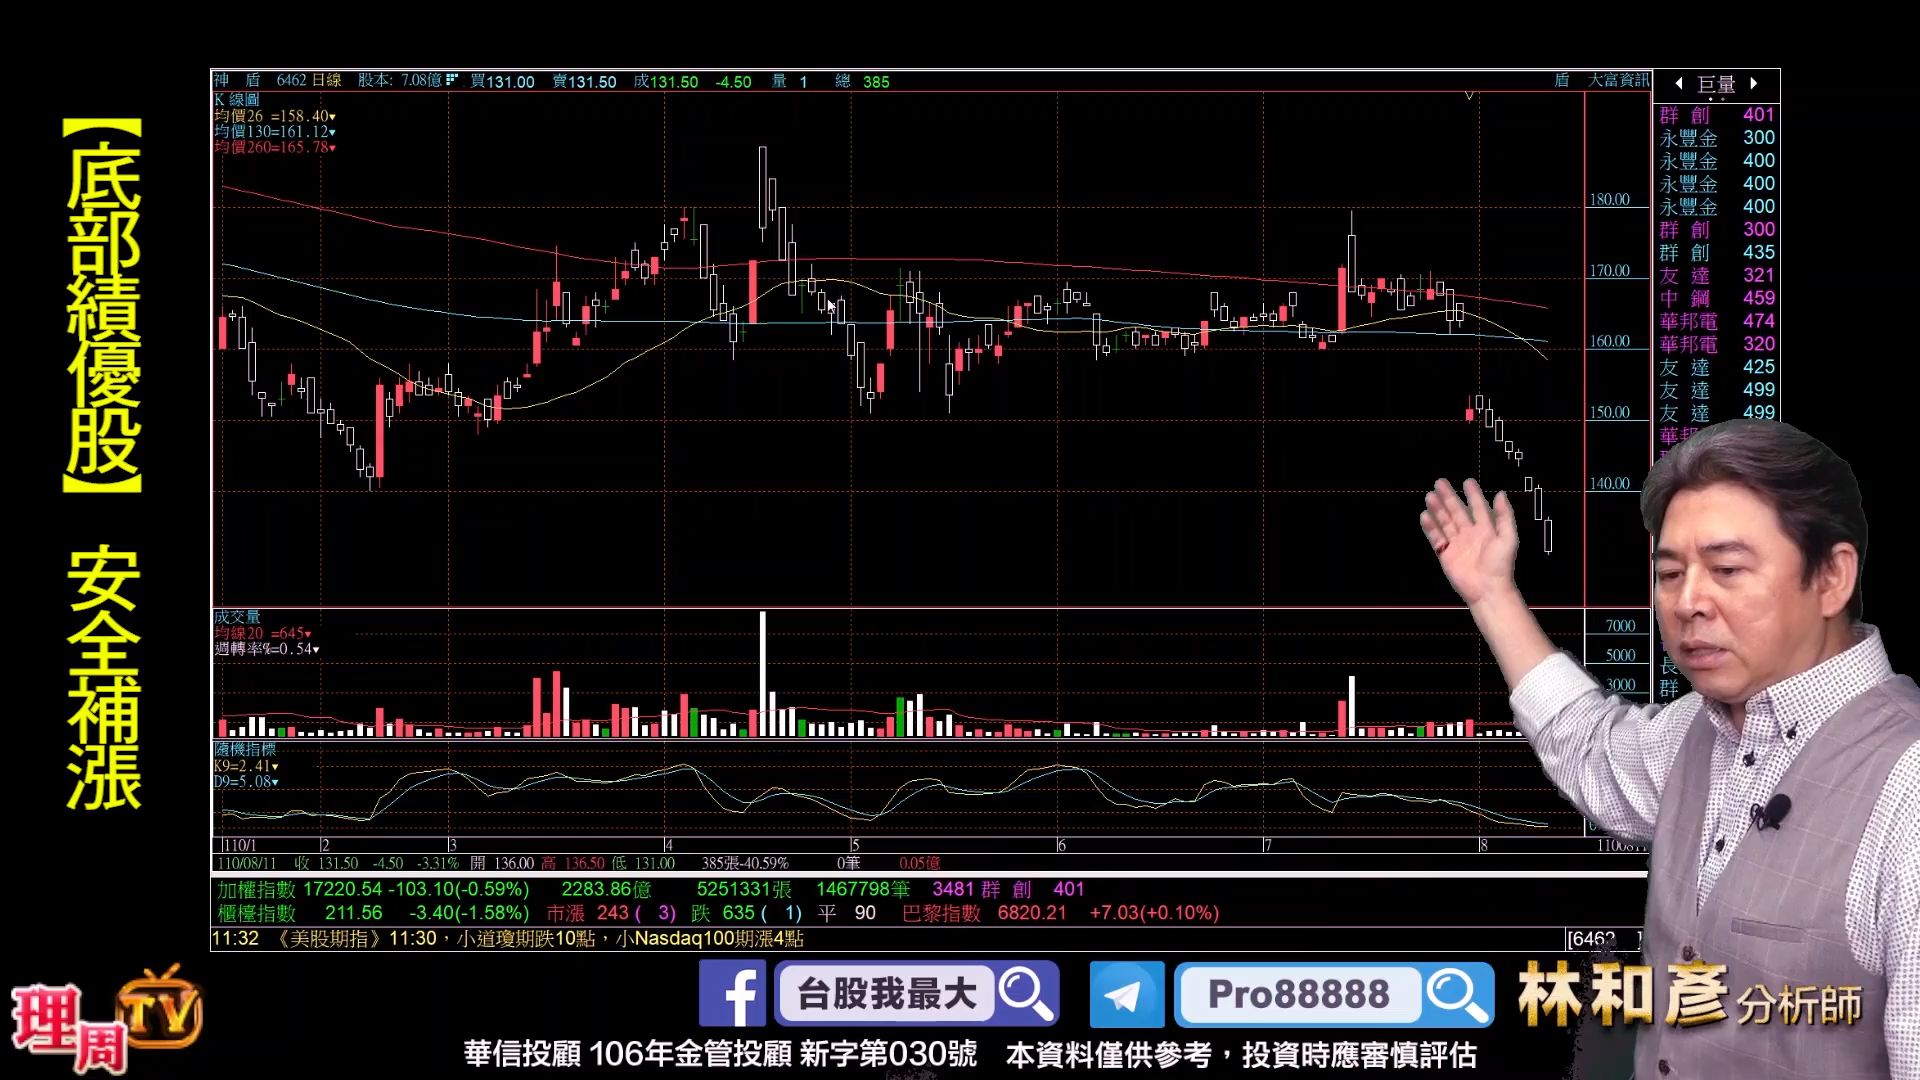 【底部績優股】 安全補漲
神盾 6462 日線 股本: 7.08億 買131.00 賣131.50 成131.50 -4.50 量 1 總 385 盾 大富資訊
K 線圖
均價26 =158.40▾
均價130=161.12▾
均價260=165.78▾
180.00
170.00
160.00
150.00
140.00
成交量
均線20 =645▾
週轉率%=0.54▾
7000
5000
3000
隨機指標
K9=2.41▾
D9=5.08▾
110/1 2 3 4 5 6 7 8
110/08/11 收 131.50 -4.50 -3.31% 開 136.00 高 136.50 低 131.00 385張-40.59% 0筆 0.05億
加權指數 17220.54 -103.10(-0.59%) 2283.86億 5251331張 1467798筆 3481 群創 401
櫃檯指數 211.56 -3.40(-1.58%) 市漲 243 ( 3) 跌 635 ( 1) 平 90 巴黎指數 6820.21 +7.03(+0.10%)
11:32 《美股期指》11:30，小道瓊期跌10點，小Nasdaq100期漲4點
巨量
群創 401
永豐金 300
永豐金 400
永豐金 400
永豐金 400
群創 300
群創 435
友達 321
中鋼 459
華邦電 474
華邦電 320
友達 425
友達 499
友達 499
理周TV
台股我最大
Pro88888
林和彥 分析師
華信投顧 106年金管投顧 新字第030號 本資料僅供參考，投資時應審慎評估